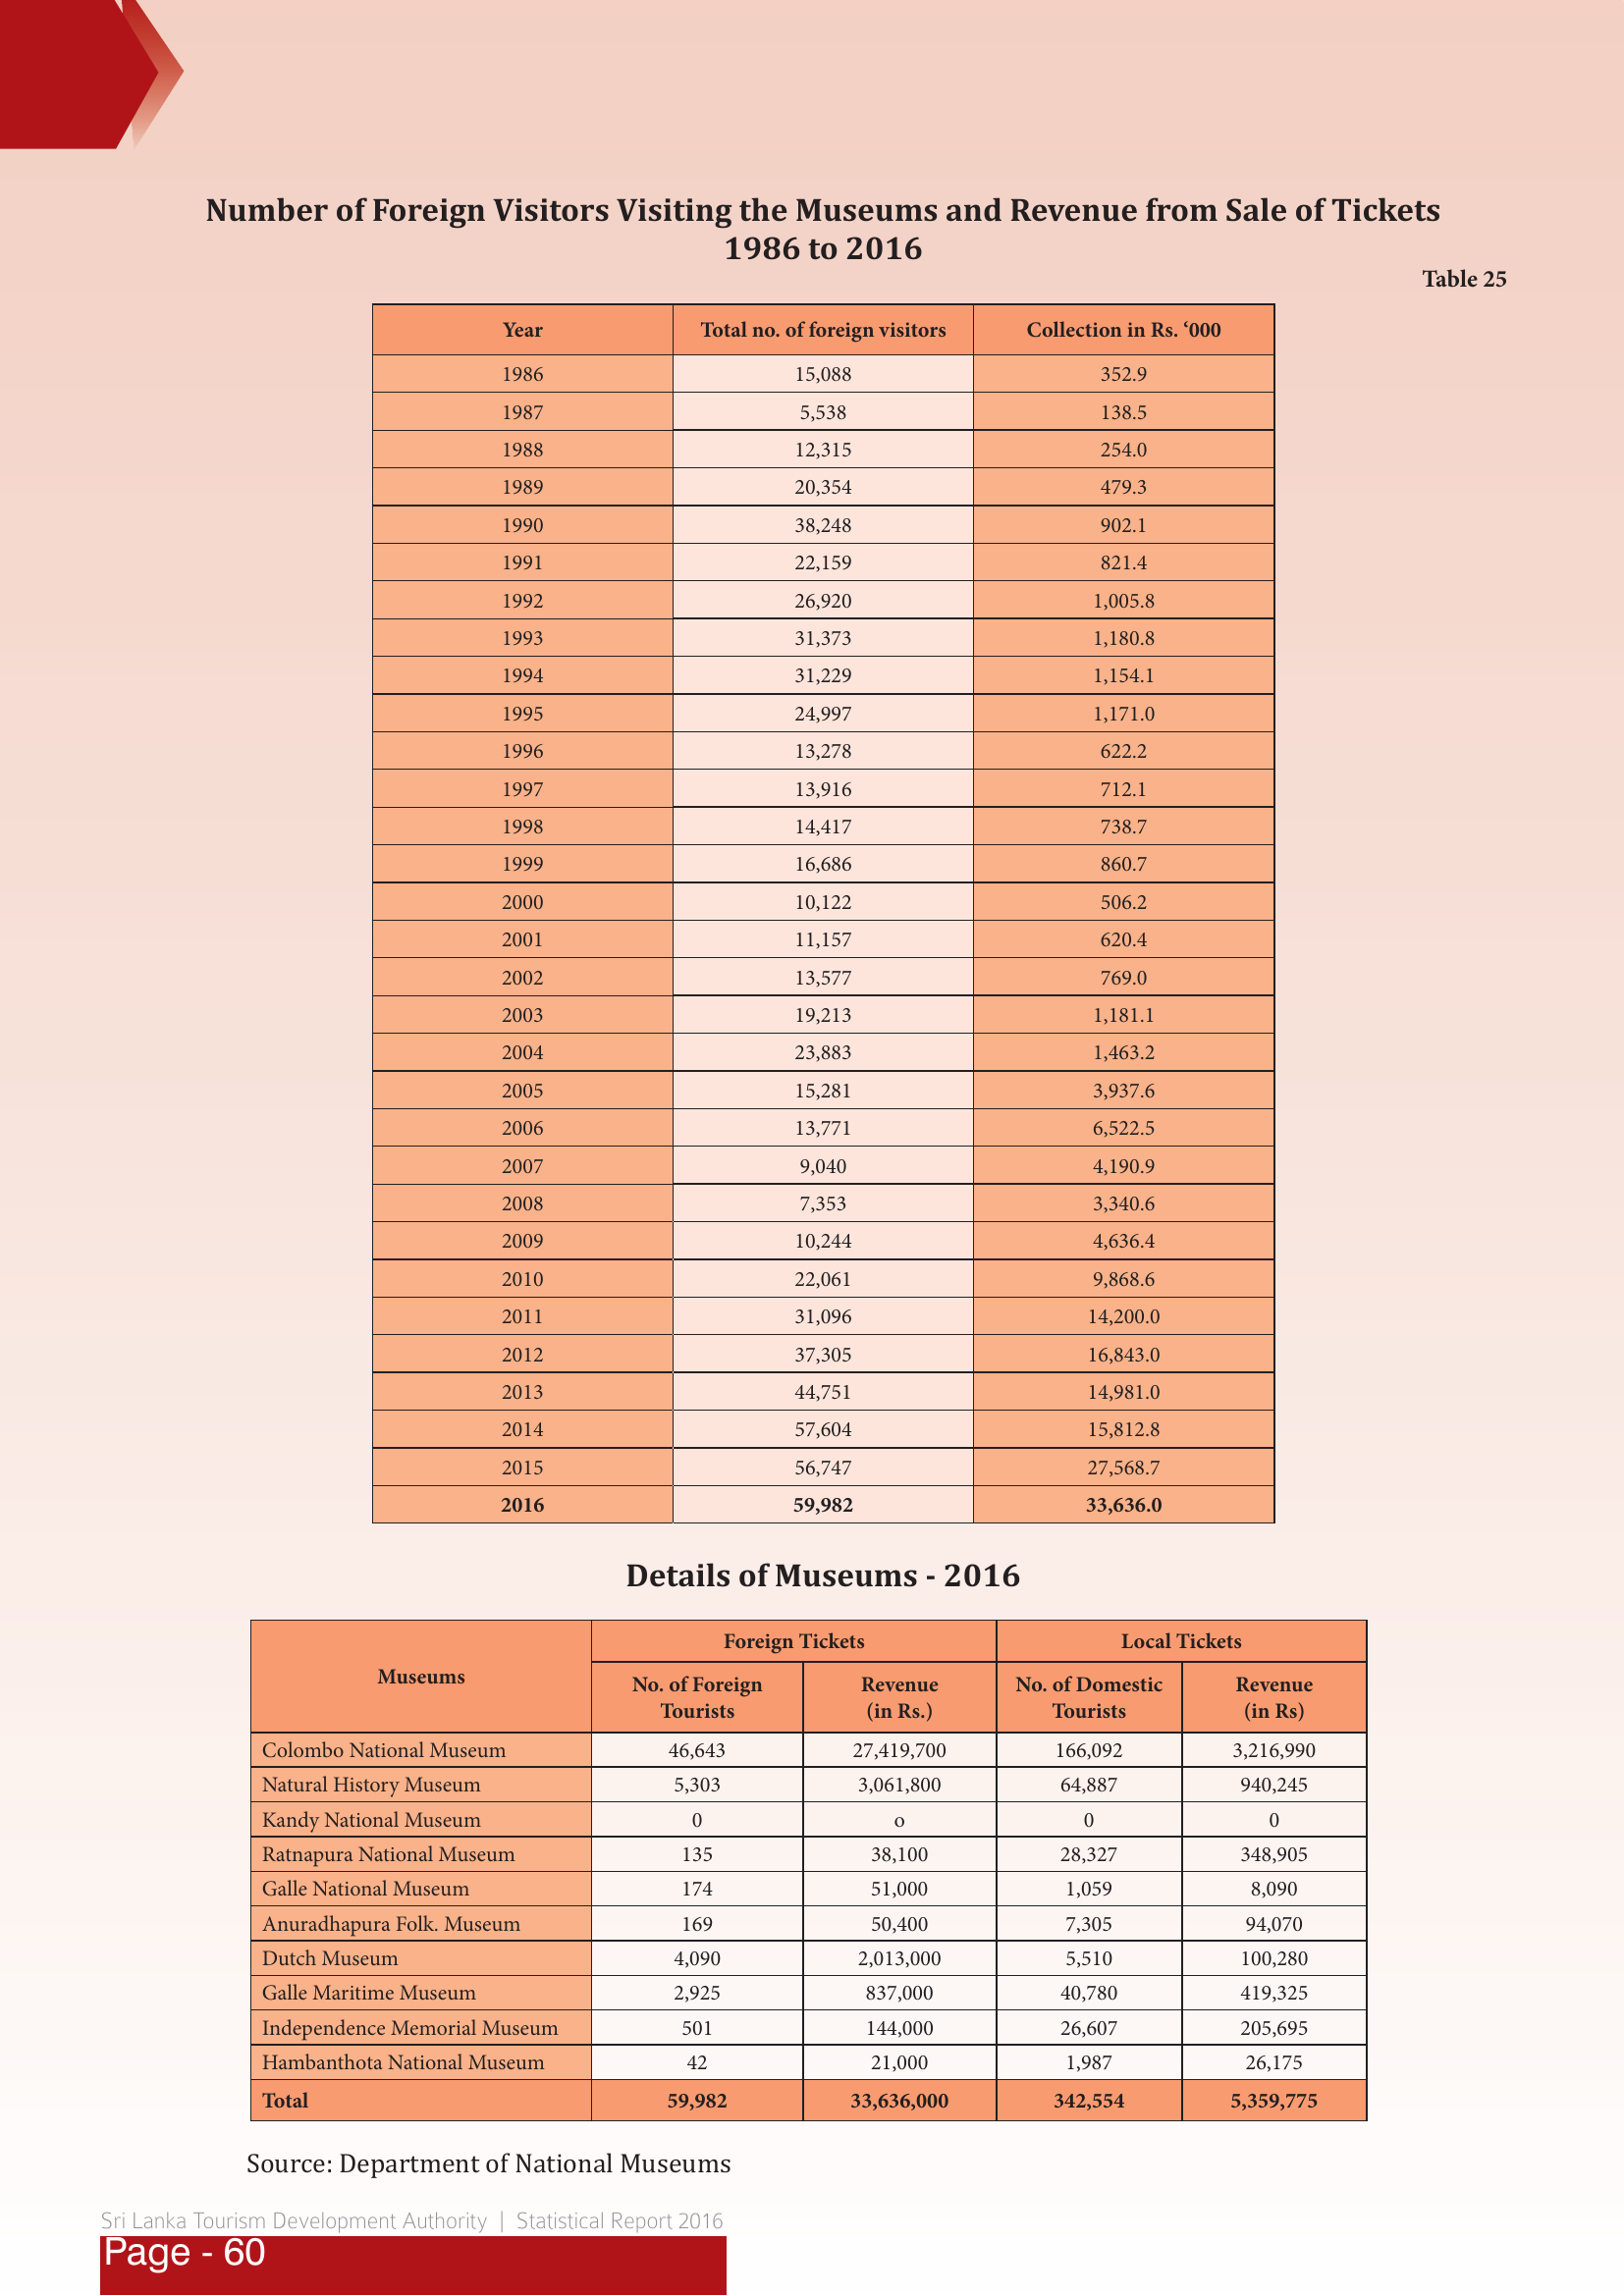 Number of Foreign Visitors Visiting the Museums and Revenue from Sale of Tickets
1986 to 2016
Table 25
Year Total no. of foreign visitors Collection in Rs. ‘000
1986 15,088 352.9
1987 5,538 138.5
1988 12,315 254.0
1989 20,354 479.3
1990 38,248 902.1
1991 22,159 821.4
1992 26,920 1,005.8
1993 31,373 1,180.8
1994 31,229 1,154.1
1995 24,997 1,171.0
1996 13,278 622.2
1997 13,916 712.1
1998 14,417 738.7
1999 16,686 860.7
2000 10,122 506.2
2001 11,157 620.4
2002 13,577 769.0
2003 19,213 1,181.1
2004 23,883 1,463.2
2005 15,281 3,937.6
2006 13,771 6,522.5
2007 9,040 4,190.9
2008 7,353 3,340.6
2009 10,244 4,636.4
2010 22,061 9,868.6
2011 31,096 14,200.0
2012 37,305 16,843.0
2013 44,751 14,981.0
2014 57,604 15,812.8
2015 56,747 27,568.7
2016 59,982 33,636.0
Details of Museums - 2016
Museums Foreign Tickets Local Tickets
No. of Foreign Revenue No. of Domestic Revenue
Tourists (in Rs.) Tourists (in Rs)
Colombo National Museum 46,643 27,419,700 166,092 3,216,990
Natural History Museum 5,303 3,061,800 64,887 940,245
Kandy National Museum 0 o 0 0
Ratnapura National Museum 135 38,100 28,327 348,905
Galle National Museum 174 51,000 1,059 8,090
Anuradhapura Folk. Museum 169 50,400 7,305 94,070
Dutch Museum 4,090 2,013,000 5,510 100,280
Galle Maritime Museum 2,925 837,000 40,780 419,325
Independence Memorial Museum 501 144,000 26,607 205,695
Hambanthota National Museum 42 21,000 1,987 26,175
Total 59,982 33,636,000 342,554 5,359,775
Source: Department of National Museums
Sri Lanka Tourism Development Authority | Statistical Report 2016
Page - 60